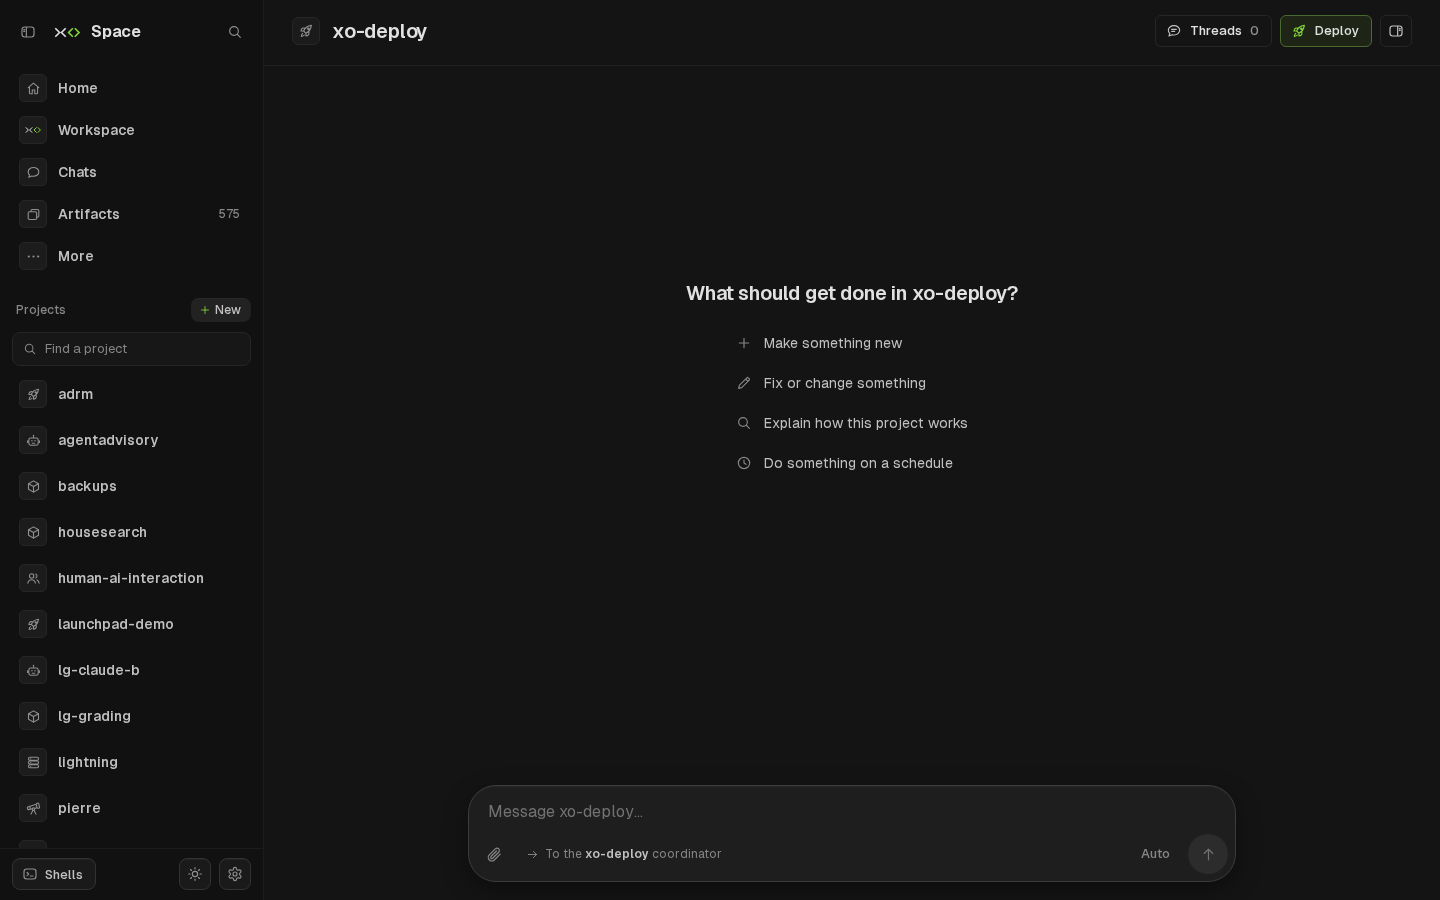 Space
Home
Workspace
Chats
Artifacts 575
More
Projects
New
Find a project
adrm
agentadvisory
backups
housesearch
human-ai-interaction
launchpad-demo
lg-claude-b
lg-grading
lightning
pierre
Shells
xo-deploy
Threads 0
Deploy
What should get done in xo-deploy?
Make something new
Fix or change something
Explain how this project works
Do something on a schedule
Message xo-deploy...
To the xo-deploy coordinator
Auto